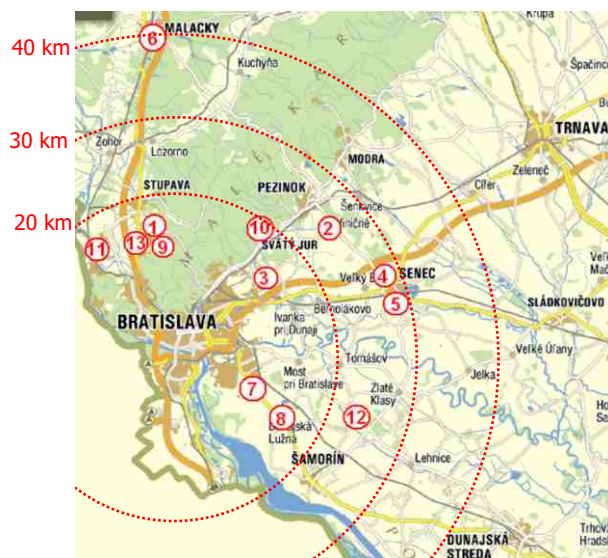 Krupa
MALACKY
6
40 km
Kuchyňa
Špačince
TRNAVA
30 km
Zohor
Lozorno
MODRA
Zeleneč
Cífer
STUPAVA
PEZINOK
Šenkvice
20 km
1
10
2
Viničné
11
13
9
SVÄTÝ JUR
3
4
SENEC
5
SLÁDKOVIČOVO
BRATISLAVA
Ivanka
pri Dunaji
Bernolákovo
Veľké Úľany
Most
pri Bratislave
Tomášov
Jelka
7
Zlaté
Klasy
8
12
Lužná
ŠAMORÍN
Lehnice
DUNAJSKÁ
STREDA